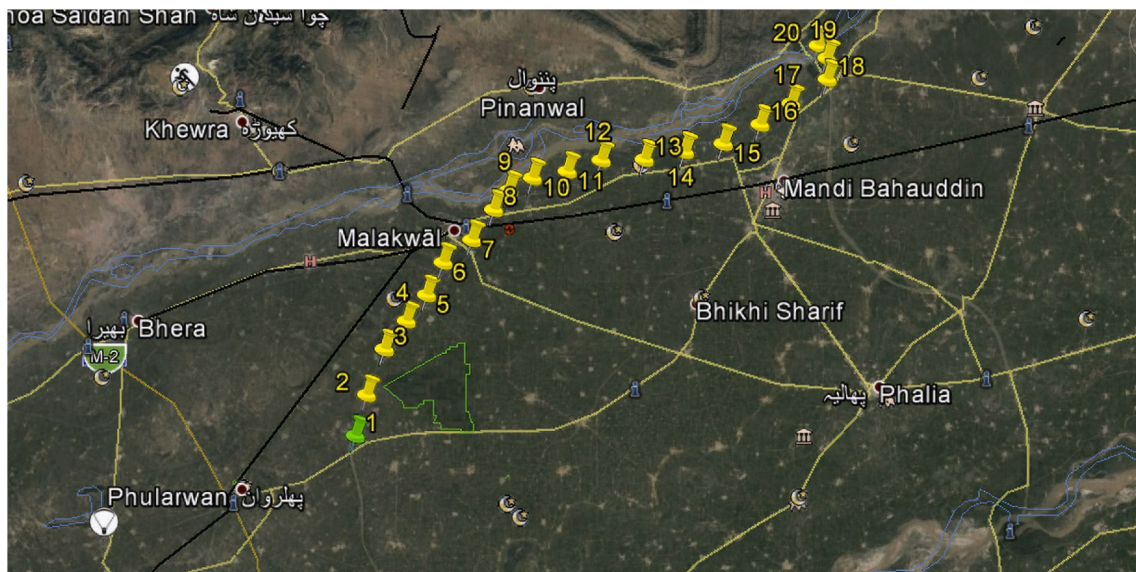 hoa Saidan Shah چوا سیدن شاہ
20 19
18
17
پننوال
Pinanwal
16
Khewra کھیوڑہ
12
13
15
9
14
11
10
8
Mandi Bahauddin
H
Malakwāl
7
6
H
4
5
Bhikhi Sharif
بھیرا Bhera
3
M-2
2
پھالیہ Phalia
1
Phularwan پھلروان